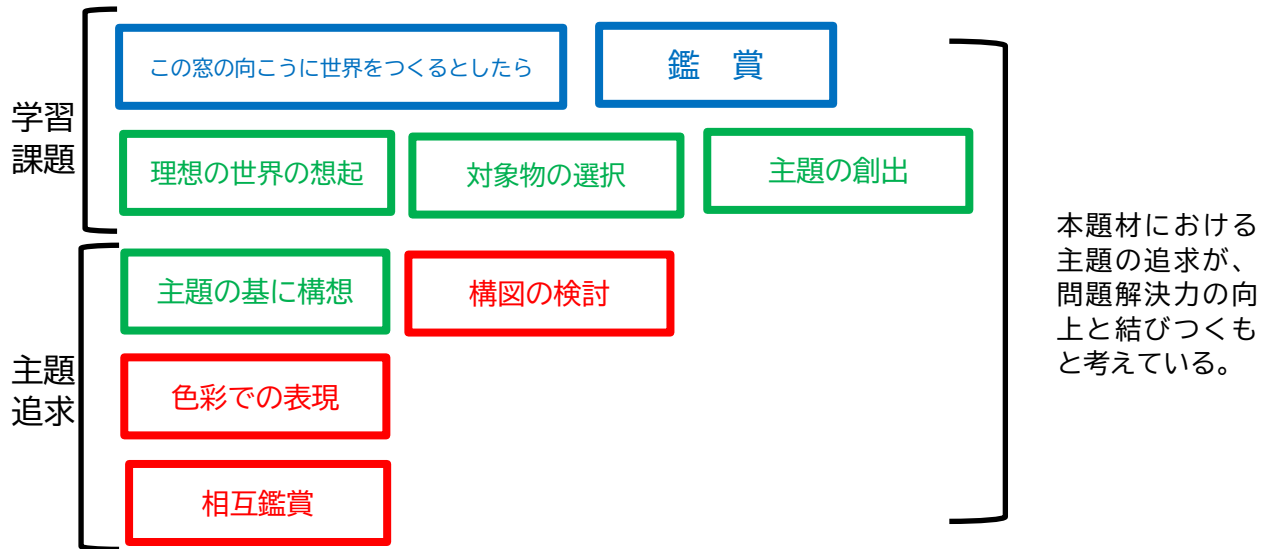 学習
課題
この窓の向こうに世界をつくるとしたら
鑑　賞
理想の世界の想起
対象物の選択
主題の創出
主題
追求
主題の基に構想
構図の検討
色彩での表現
相互鑑賞
本題材における
主題の追求が、
問題解決力の向
上と結びつくも
と考えている。